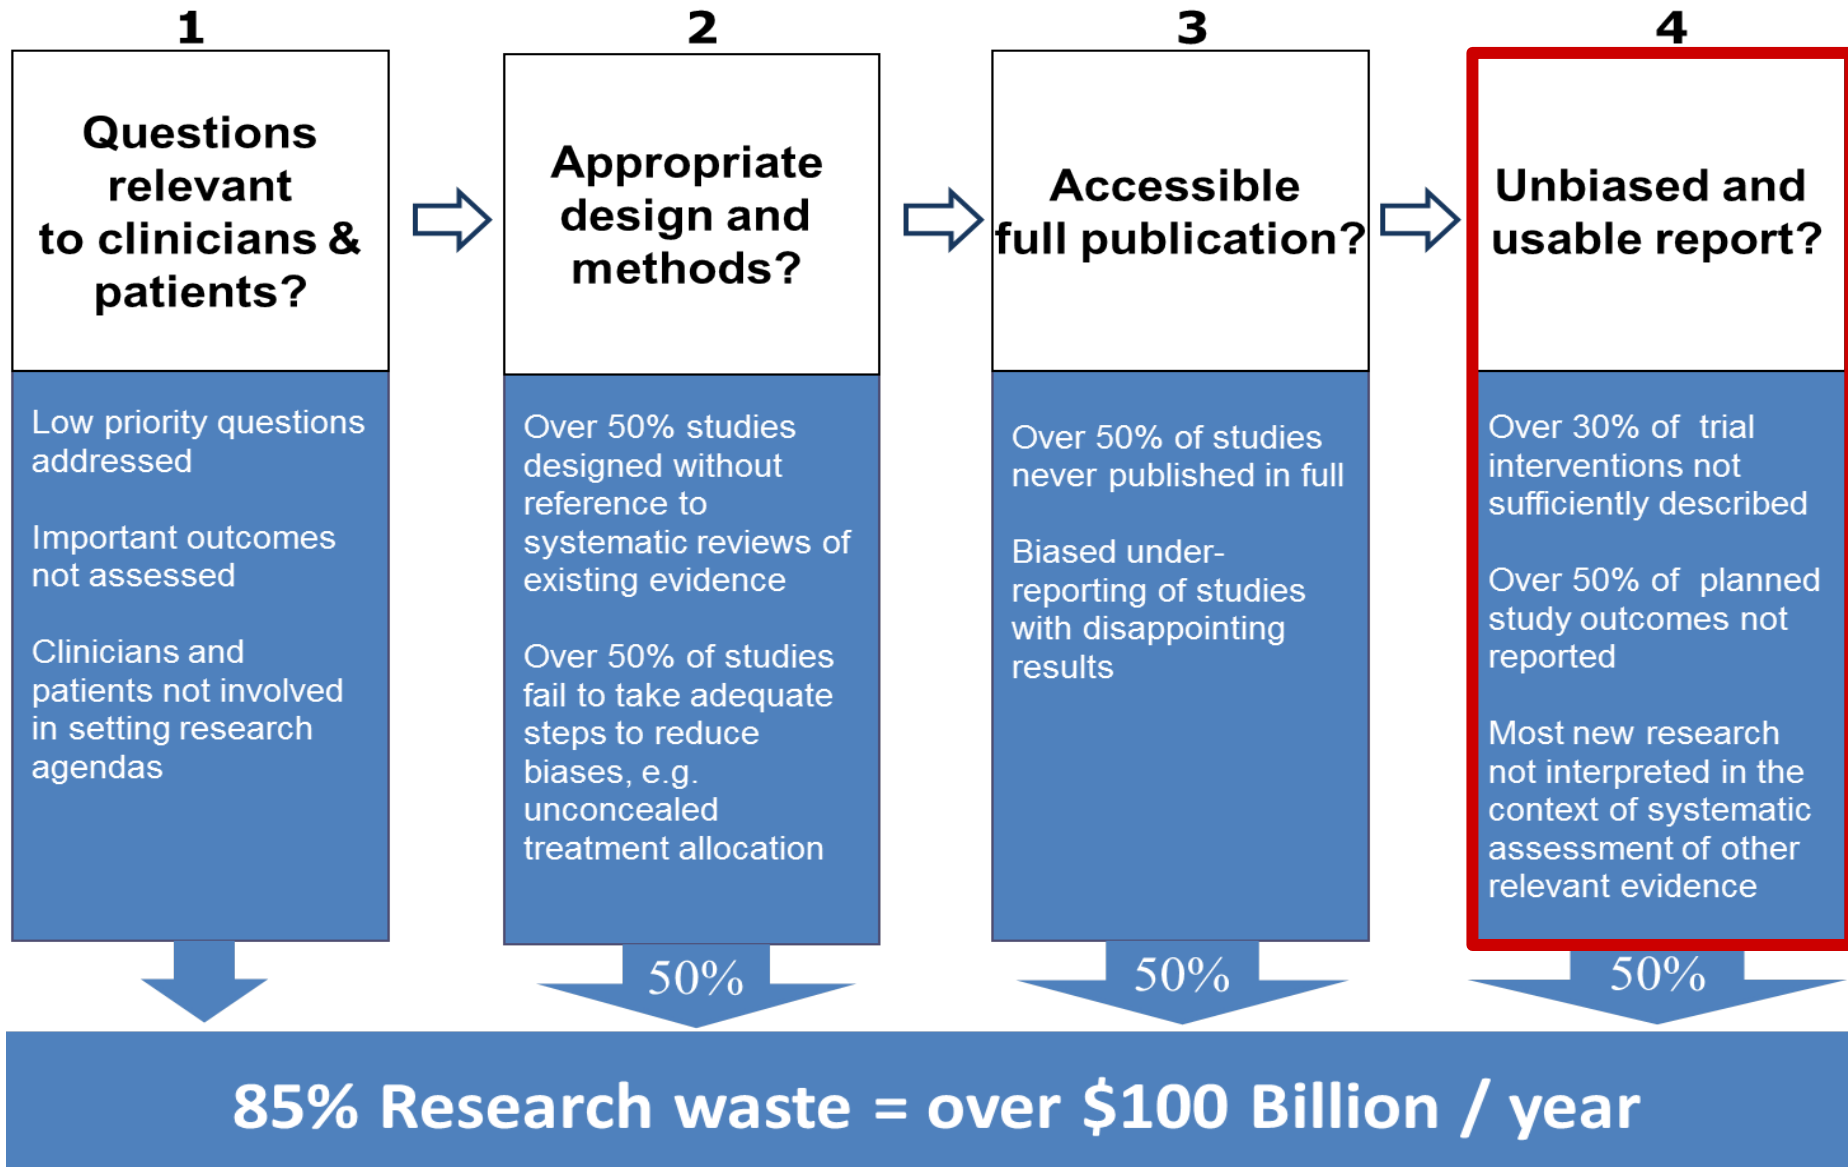 1
Questions
relevant
to clinicians &
patients?
Low priority questions
addressed
Important outcomes
not assessed
Clinicians and
patients not involved
in setting research
agendas
2
Appropriate
design and
methods?
Over 50% studies
designed without
reference to
systematic reviews of
existing evidence
Over 50% of studies
fail to take adequate
steps to reduce
biases, e.g.
unconcealed
treatment allocation
50%
3
Accessible
full publication?
Over 50% of studies
never published in full
Biased under-
reporting of studies
with disappointing
results
50%
4
Unbiased and
usable report?
Over 30% of trial
interventions not
sufficiently described
Over 50% of planned
study outcomes not
reported
Most new research
not interpreted in the
context of systematic
assessment of other
relevant evidence
50%
85% Research waste = over $100 Billion / year